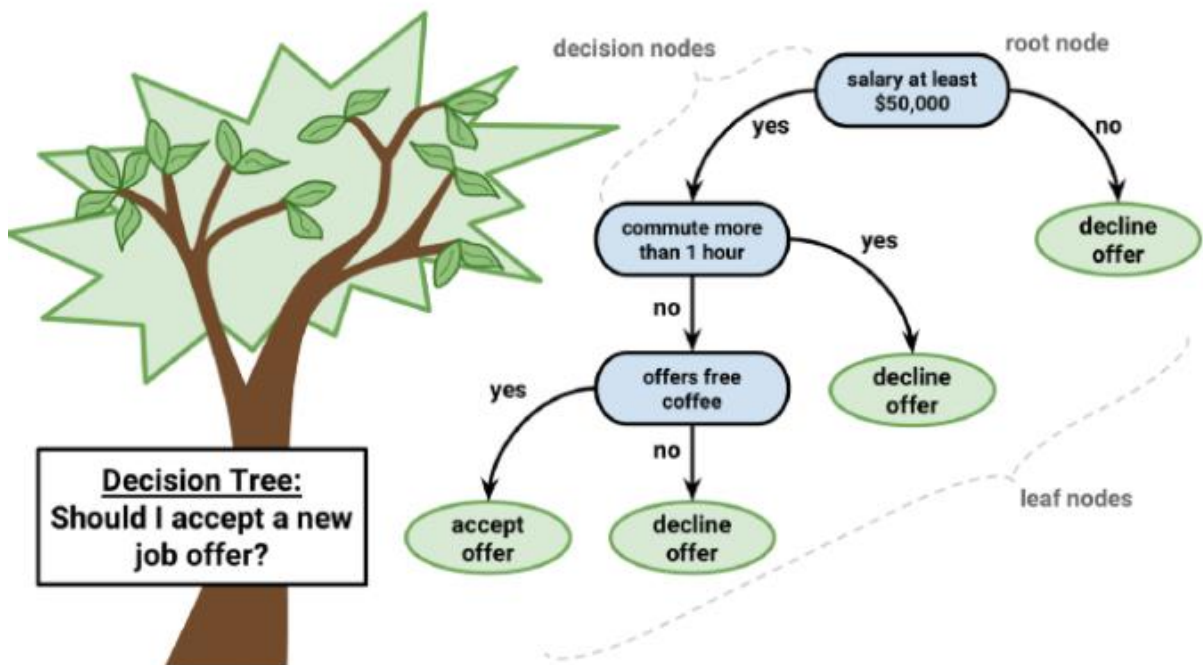 decision nodes
root node
salary at least
$50,000
yes
no
commute more
than 1 hour
yes
decline
offer
no
offers free
coffee
decline
offer
yes
no
accept
offer
decline
offer
leaf nodes
Decision Tree:
Should I accept a new
job offer?